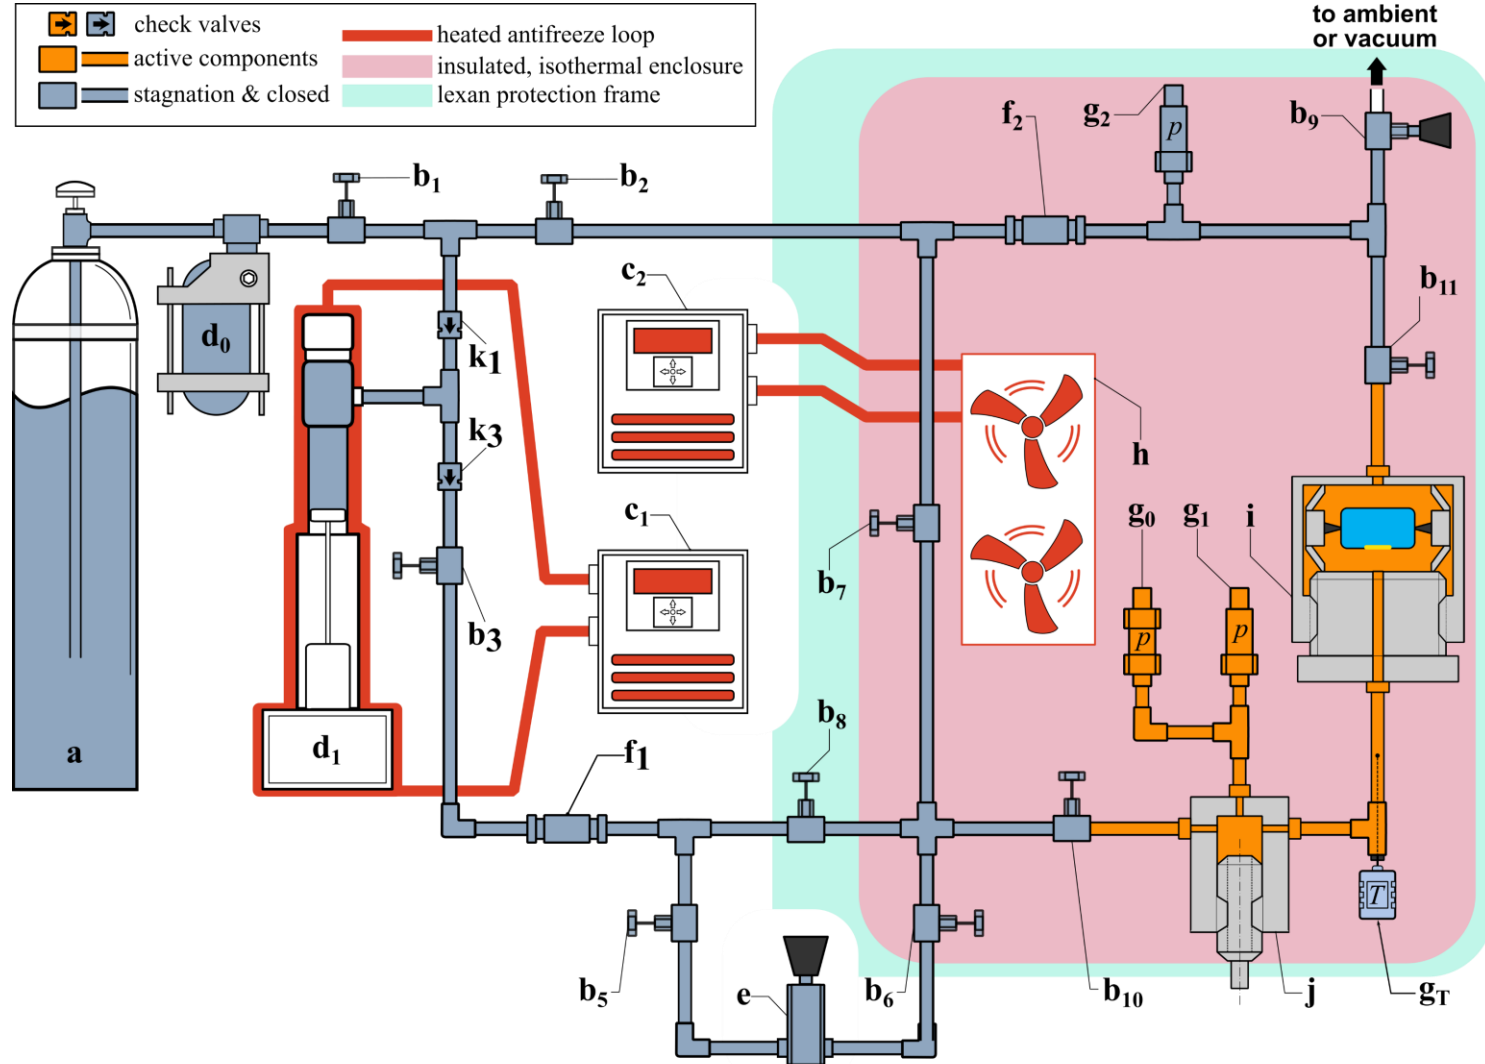 to ambient
or vacuum
check valves
active components
stagnation & closed
heated antifreeze loop
insulated, isothermal enclosure
lexan protection frame
b1
b2
f2
g2
p
b9
d0
k1
c2
b11
k3
h
c1
g0
g1
i
b7
b3
p
p
a
d1
f1
b8
T
b5
e
b6
b10
j
gT